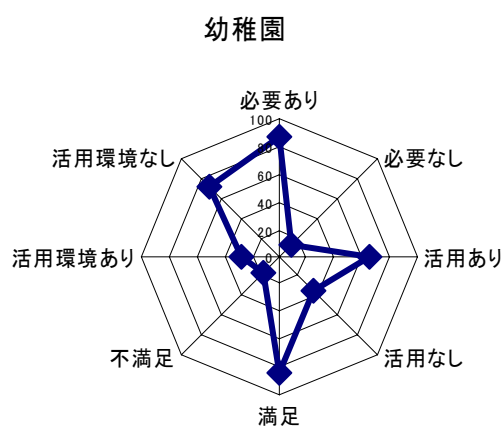 幼稚園
必要あり
必要なし
活用あり
活用なし
満足
不満足
活用環境あり
活用環境なし
100
80
60
40
20
0